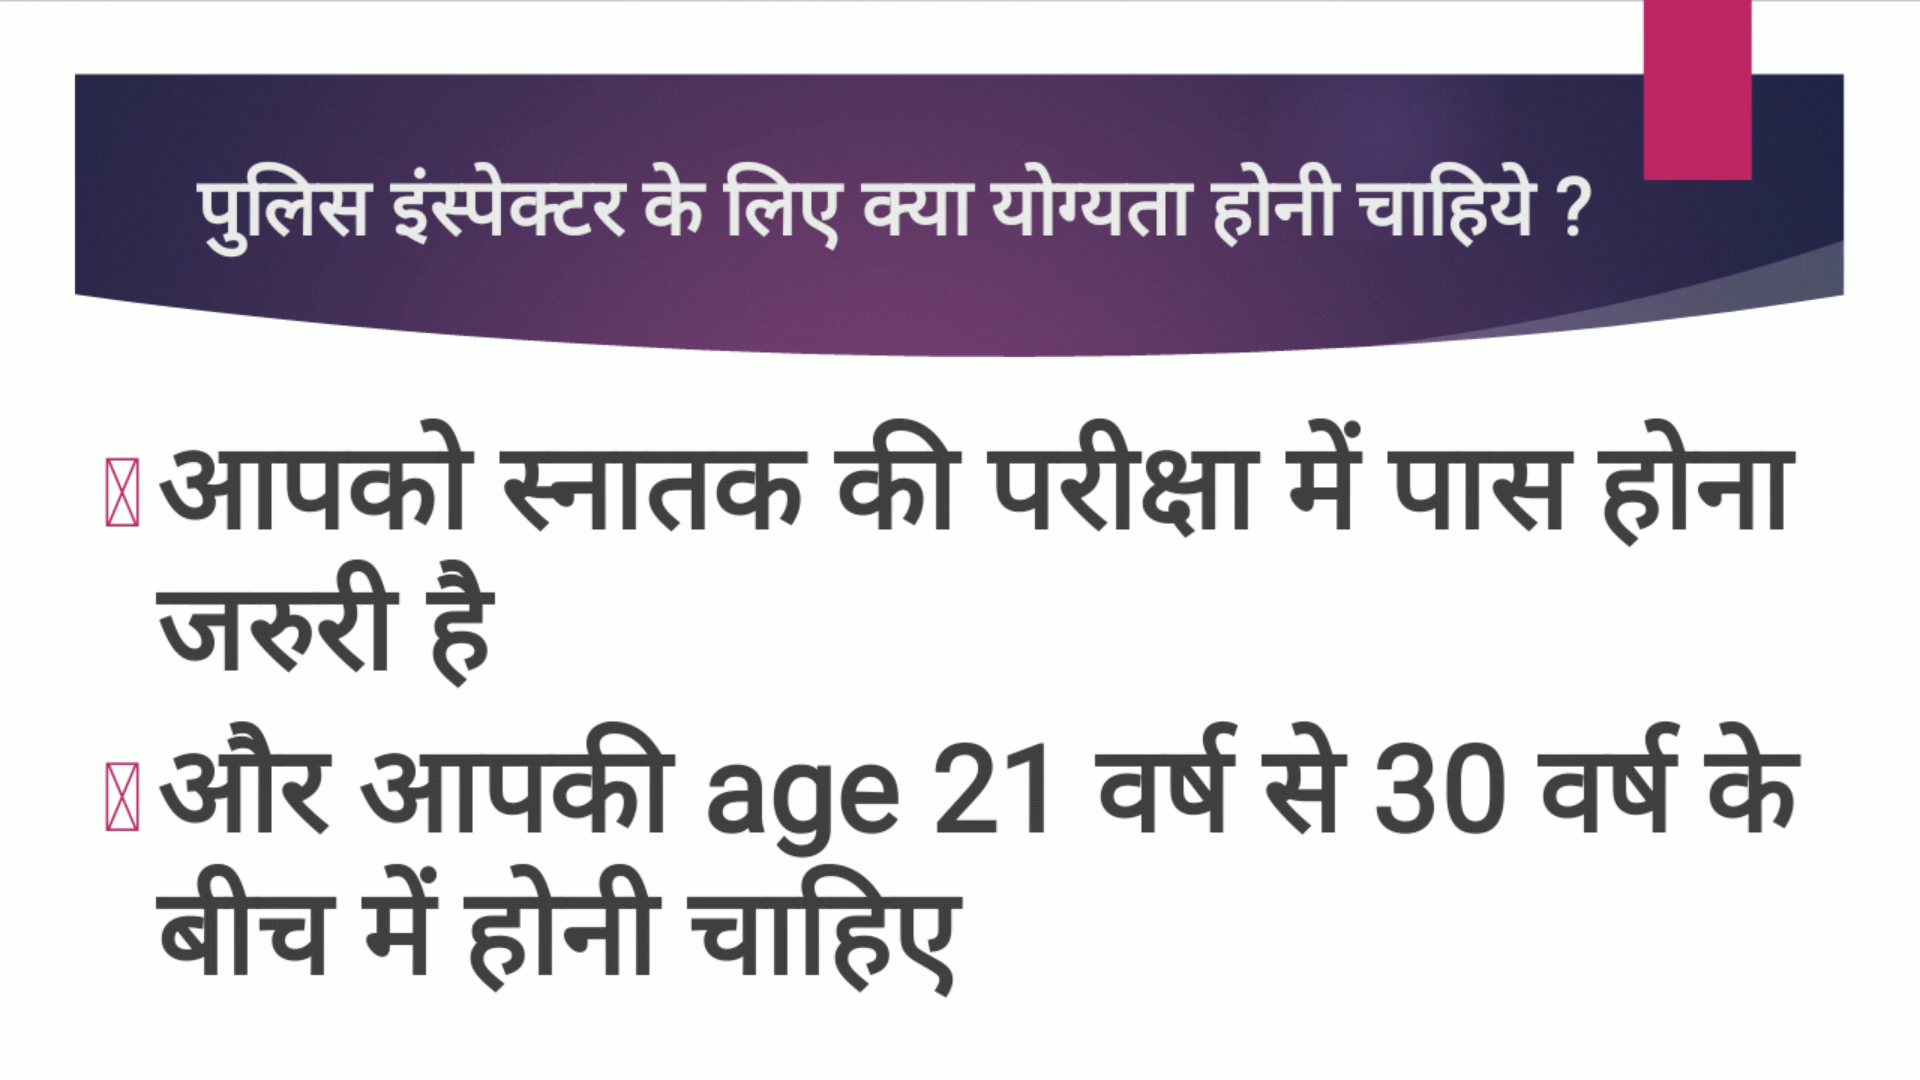 पुलिस इंस्पेक्टर के लिए क्या योग्यता होनी चाहिये ?
आपको स्नातक की परीक्षा में पास होना
जरुरी है
और आपकी age 21 वर्ष से 30 वर्ष के
बीच में होनी चाहिए